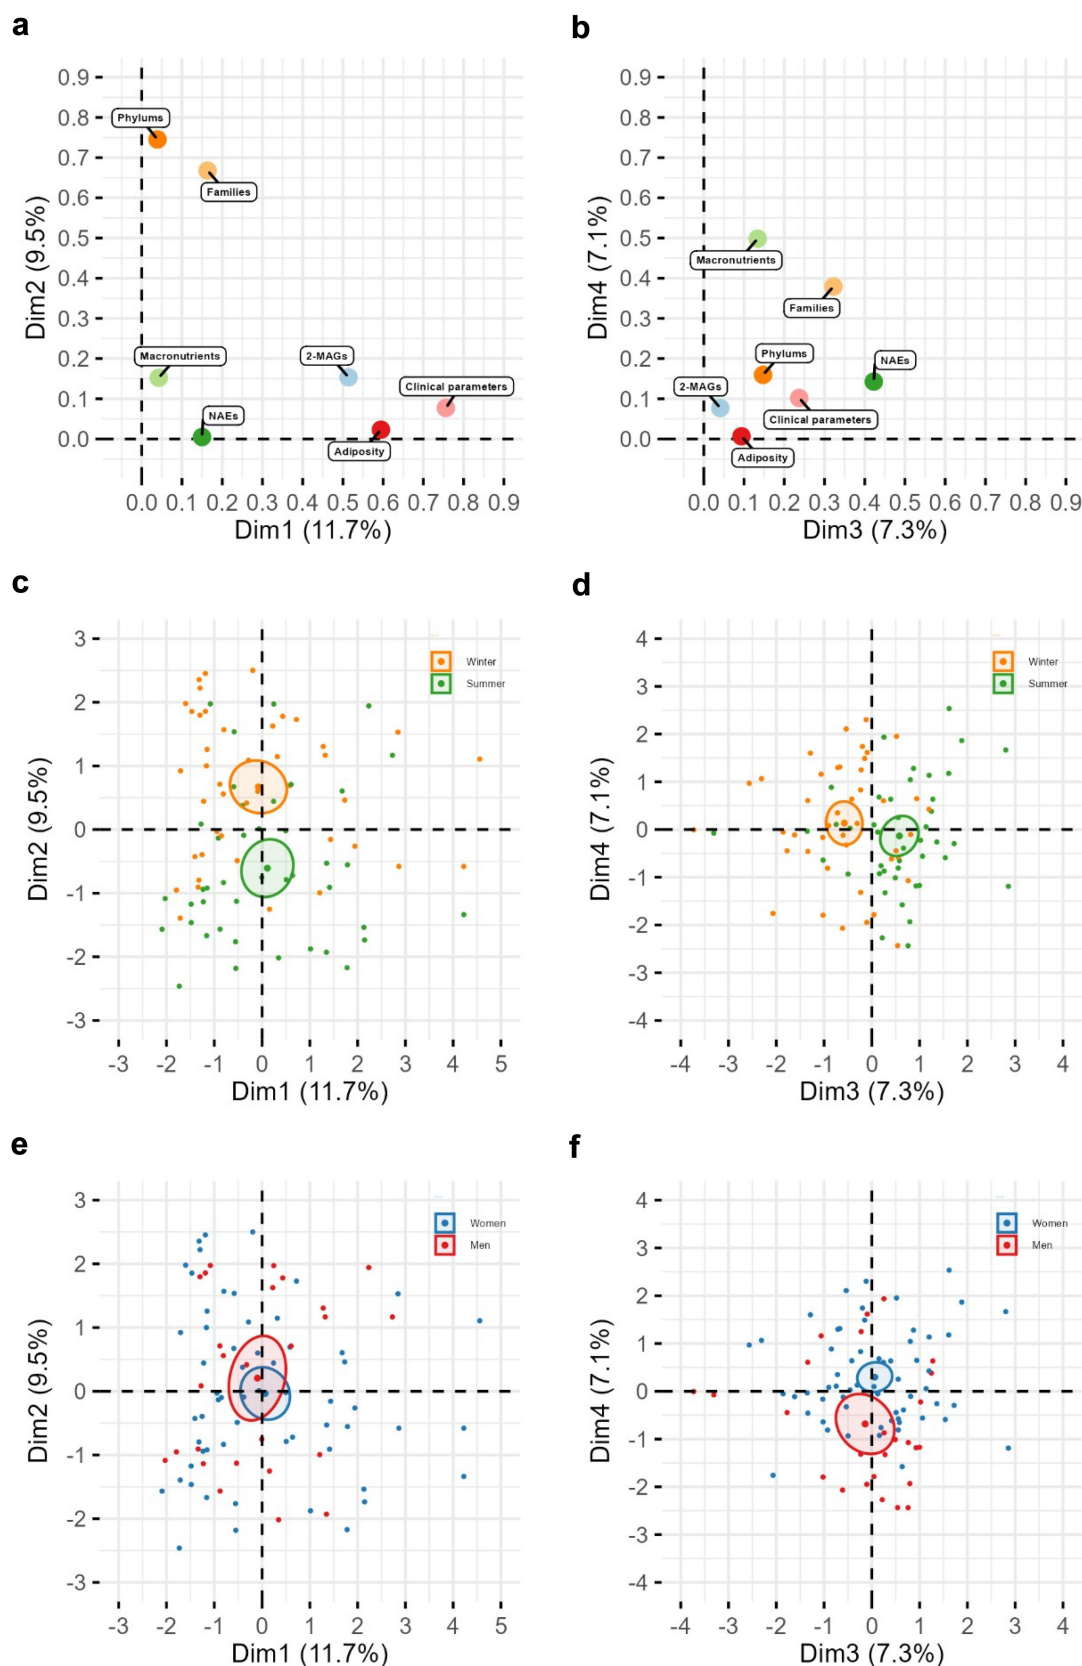 a
b
0.9
0.8
0.7
0.6
0.5
0.4
0.3
0.2
0.1
0.0
Dim2 (9.5%)
Phylums
Families
Macronutrients
2-MAGs
Clinical parameters
NAEs
Adiposity
0.0 0.1 0.2 0.3 0.4 0.5 0.6 0.7 0.8 0.9
Dim1 (11.7%)
0.9
0.8
0.7
0.6
0.5
0.4
0.3
0.2
0.1
0.0
Dim4 (7.1%)
Macronutrients
Families
Phylums
NAEs
2-MAGs
Clinical parameters
Adiposity
0.0 0.1 0.2 0.3 0.4 0.5 0.6 0.7 0.8 0.9
Dim3 (7.3%)
c
d
3
2
1
0
-1
-2
-3
Dim2 (9.5%)
Winter
Summer
-3 -2 -1 0 1 2 3 4 5
Dim1 (11.7%)
4
3
2
1
0
-1
-2
-3
-4
Dim4 (7.1%)
Winter
Summer
-4 -3 -2 -1 0 1 2 3 4
Dim3 (7.3%)
e
f
3
2
1
0
-1
-2
-3
Dim2 (9.5%)
Women
Men
-3 -2 -1 0 1 2 3 4 5
Dim1 (11.7%)
4
3
2
1
0
-1
-2
-3
-4
Dim4 (7.1%)
Women
Men
-4 -3 -2 -1 0 1 2 3 4
Dim3 (7.3%)